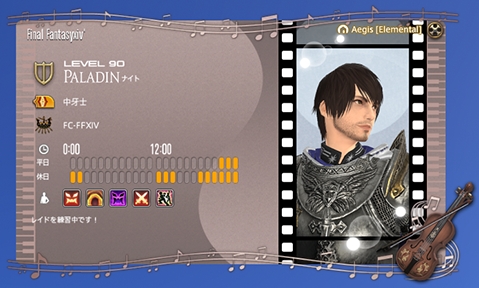 FINAL FANTASY XIV
Aegis [Elemental]
LEVEL 90
PALADIN ナイト
中牙士
FC-FFXIV
0:00 12:00
平日
休日
レイドを練習中です!